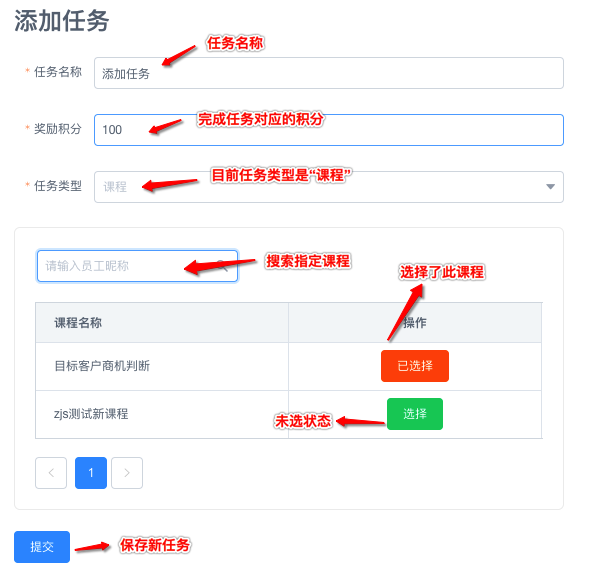 添加任务
任务名称
* 任务名称 添加任务
完成任务对应的积分
* 奖励积分 100
目前任务类型是“课程”
* 任务类型 课程
请输入员工昵称 搜索指定课程
选择了此课程
课程名称 操作
目标客户商机判断 已选择
zjs测试新课程 选择
未选状态
< 1 >
提交 保存新任务